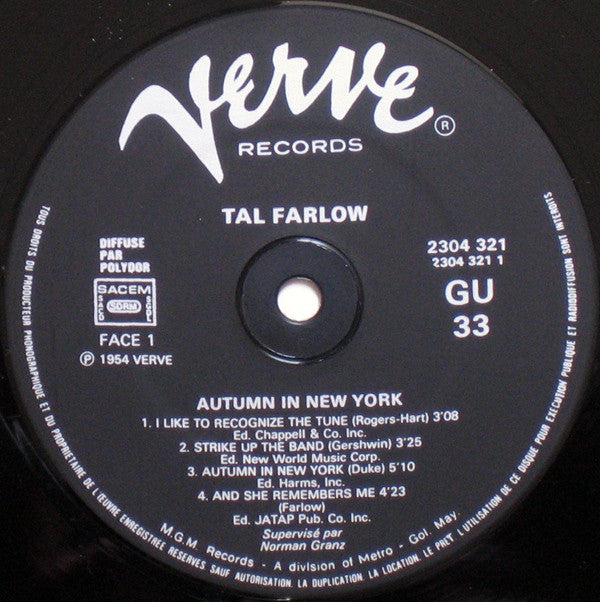 Verve ®
RECORDS
TAL FARLOW
DIFFUSE
PAR
POLYDOR
SACEM
SACD SDRM SGDL
FACE 1
℗ 1954 VERVE
2304 321
2304 321 1
GU
33
AUTUMN IN NEW YORK
1. I LIKE TO RECOGNIZE THE TUNE (Rogers-Hart) 3'08
Ed. Chappell & Co. Inc.
2. STRIKE UP THE BAND (Gershwin) 3'25
Ed. New World Music Corp.
3. AUTUMN IN NEW YORK (Duke) 5'10
Ed. Harms, Inc.
4. AND SHE REMEMBERS ME 4'23
(Farlow)
Ed. JATAP Pub. Co. Inc.
Supervisé par
Norman Granz
M.G.M. Records - A division of Metro - Gol. May.
TOUS DROITS DU PRODUCTEUR PHONOGRAPHIQUE ET DU PROPRIETAIRE DE L'ŒUVRE ENREGISTREE RESERVES SAUF AUTORISATION. LA DUPLICATION, LA LOCATION, LE PRET L'UTILISATION DE CE DISQUE POUR EXECUTION PUBLIQUE ET RADIODIFFUSION SONT INTERDITS